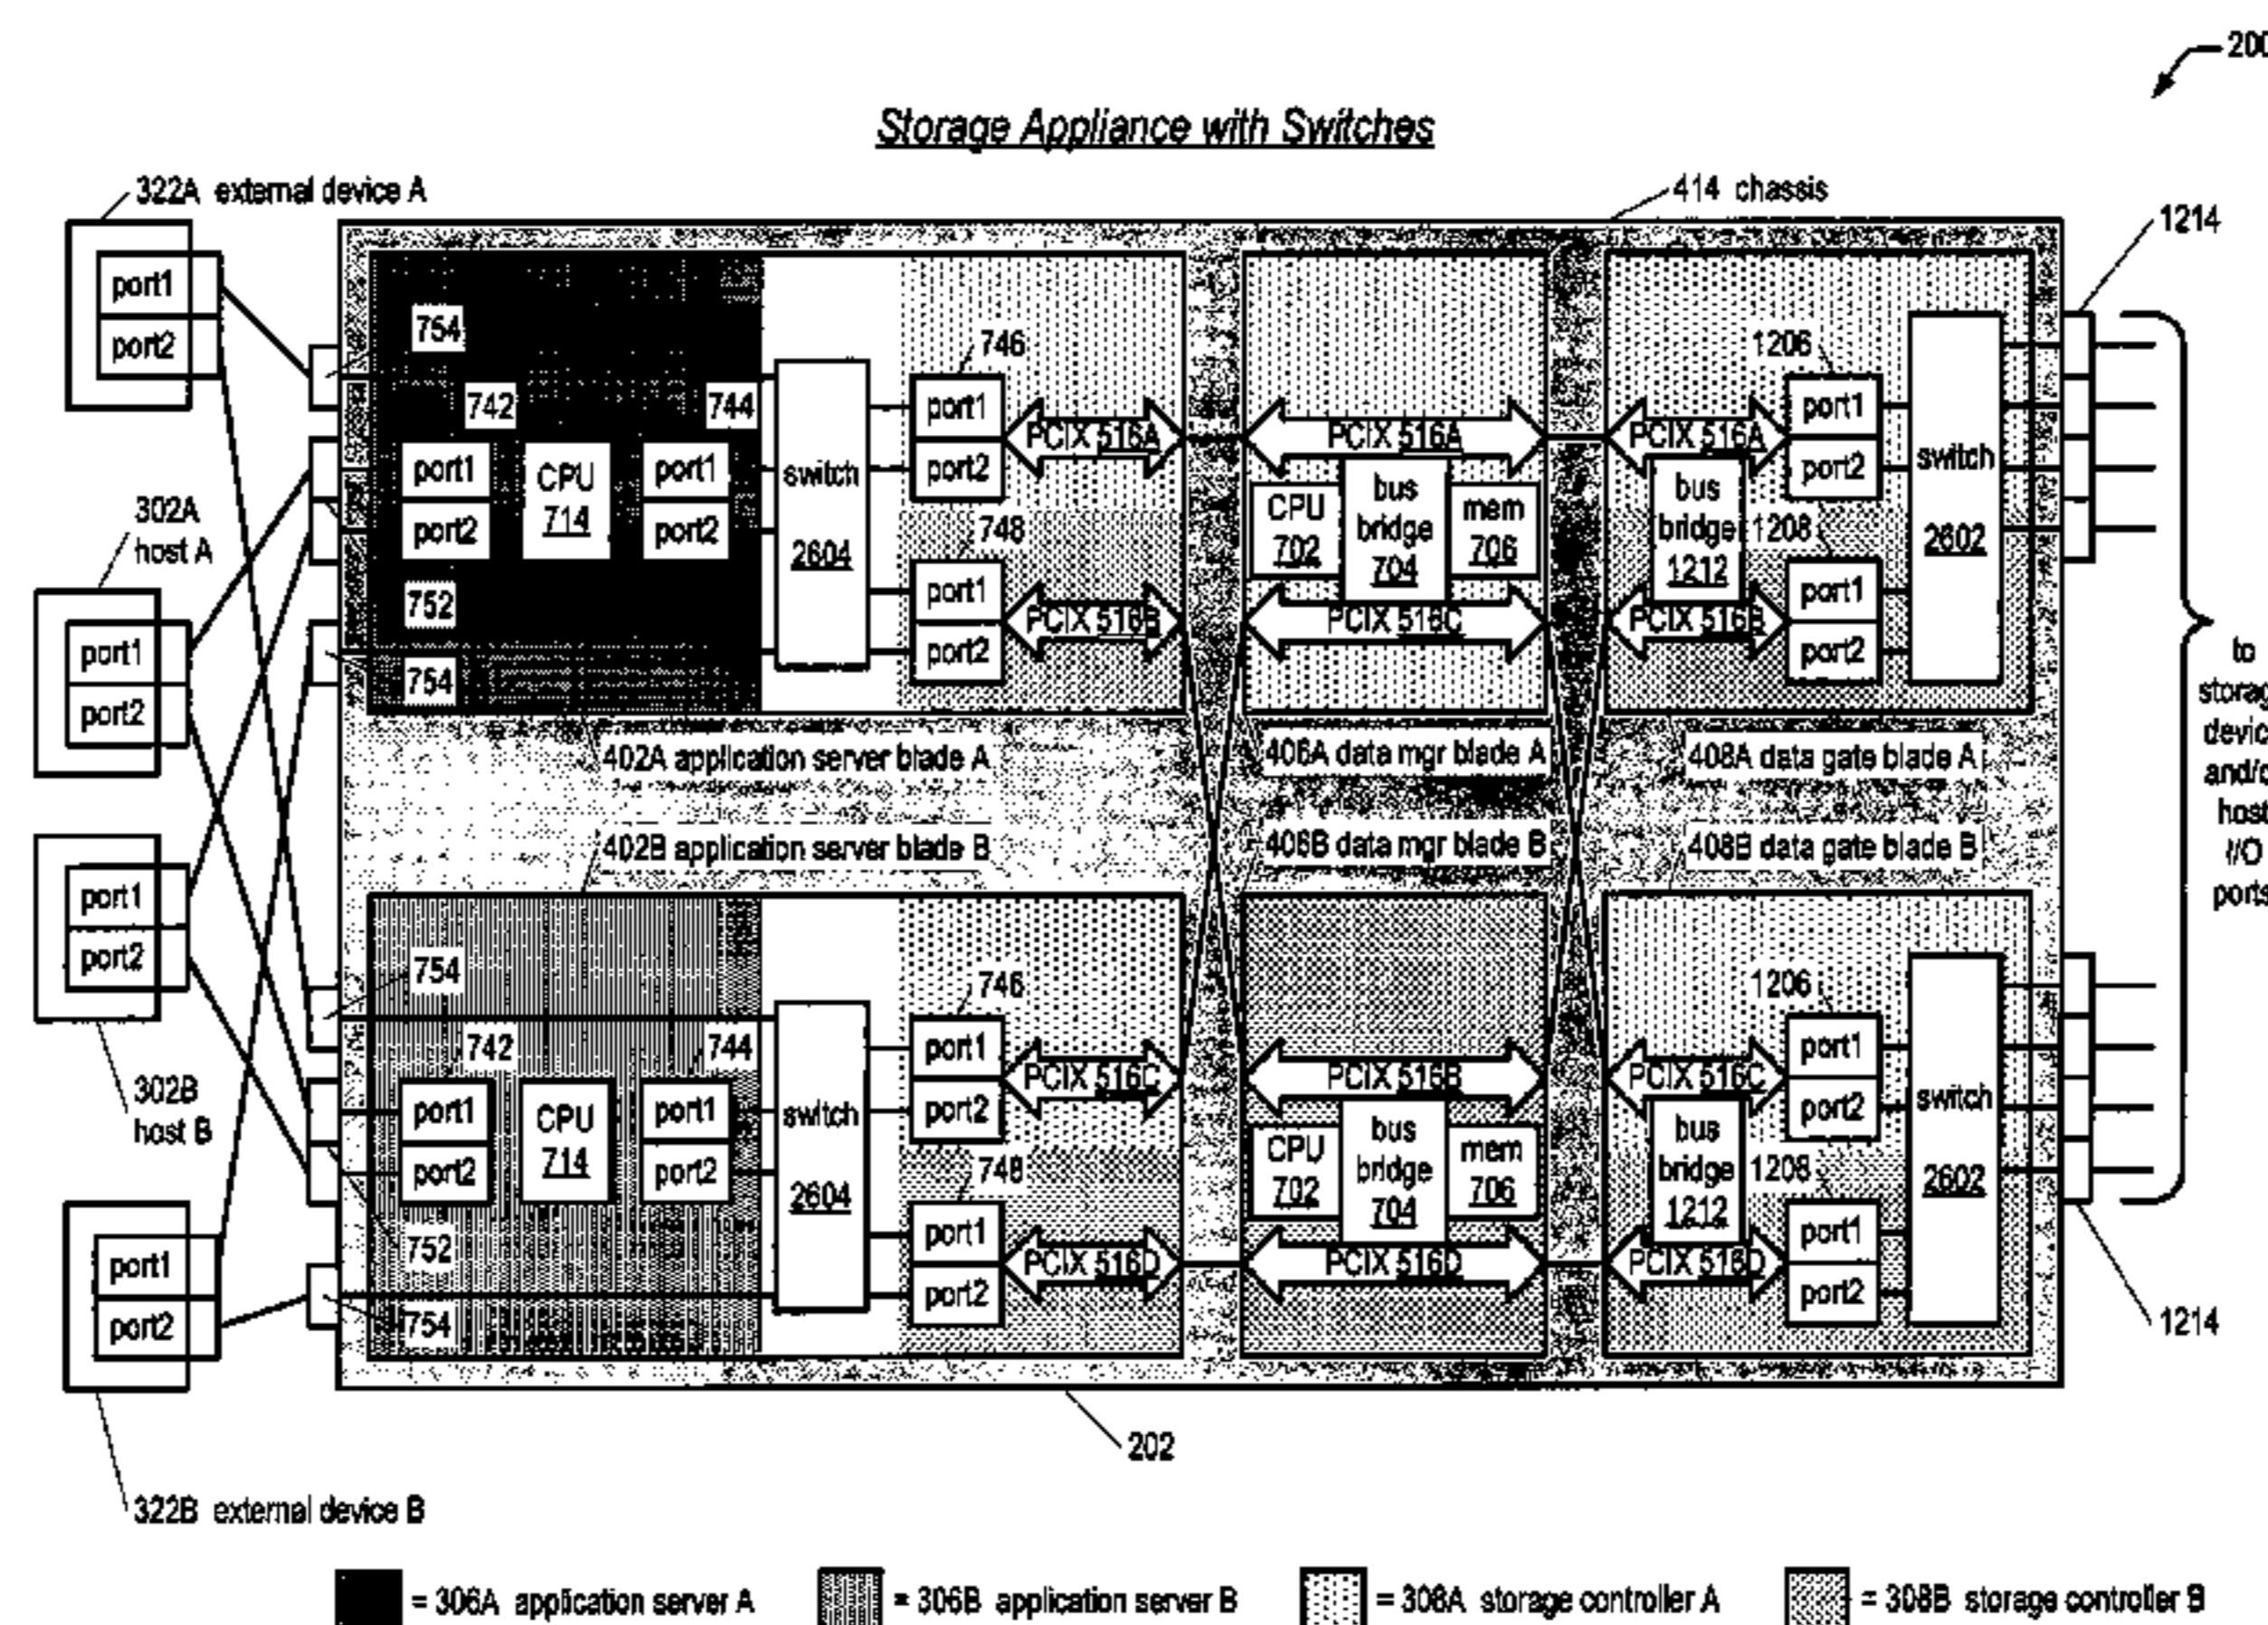 200
Storage Appliance with Switches
322A external device A
414 chassis
1214
port1
port2
754
742
744
port1
port2
CPU
714
port1
port2
752
754
switch
2604
746
port1
port2
748
port1
port2
PCIX 516A
PCIX 516B
PCIX 516A
CPU
702
bus
bridge
704
mem
706
PCIX 516C
PCIX 516A
bus
bridge
1212
PCIX 516B
1206
port1
port2
1208
port1
port2
switch
2602
302A
host A
port1
port2
to
storag
devic
and/o
host
I/O
ports
402A application server blade A
406A data mgr blade A
408A data gate blade A
402B application server blade B
406B data mgr blade B
408B data gate blade B
port1
port2
302B
host B
754
742
744
port1
port2
CPU
714
port1
port2
752
754
switch
2604
746
port1
port2
748
port1
port2
PCIX 516C
PCIX 516D
PCIX 516B
CPU
702
bus
bridge
704
mem
706
PCIX 516D
PCIX 516C
bus
bridge
1212
PCIX 516D
1206
port1
port2
1208
port1
port2
switch
2602
port1
port2
1214
202
322B external device B
= 306A application server A
= 306B application server B
= 308A storage controller A
= 308B storage controller B